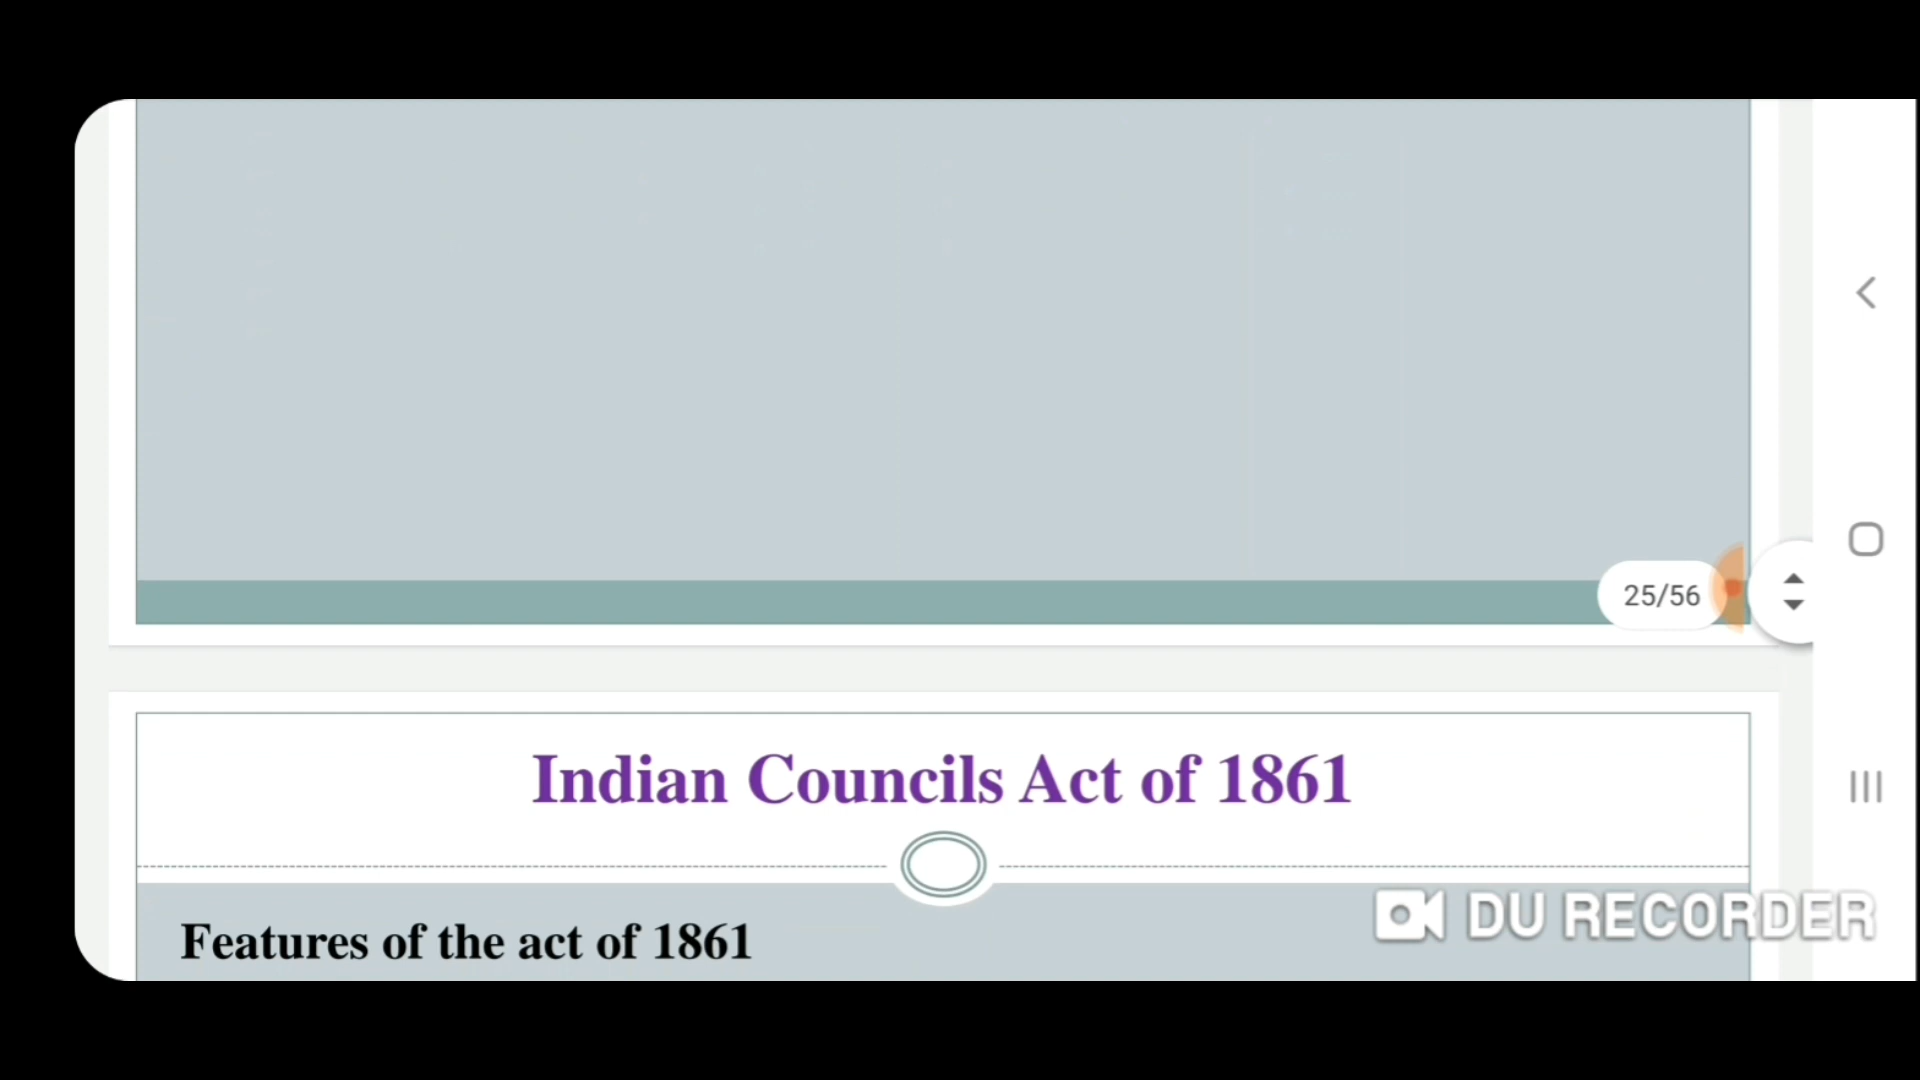 25/56
Indian Councils Act of 1861
DU RECORDER
Features of the act of 1861